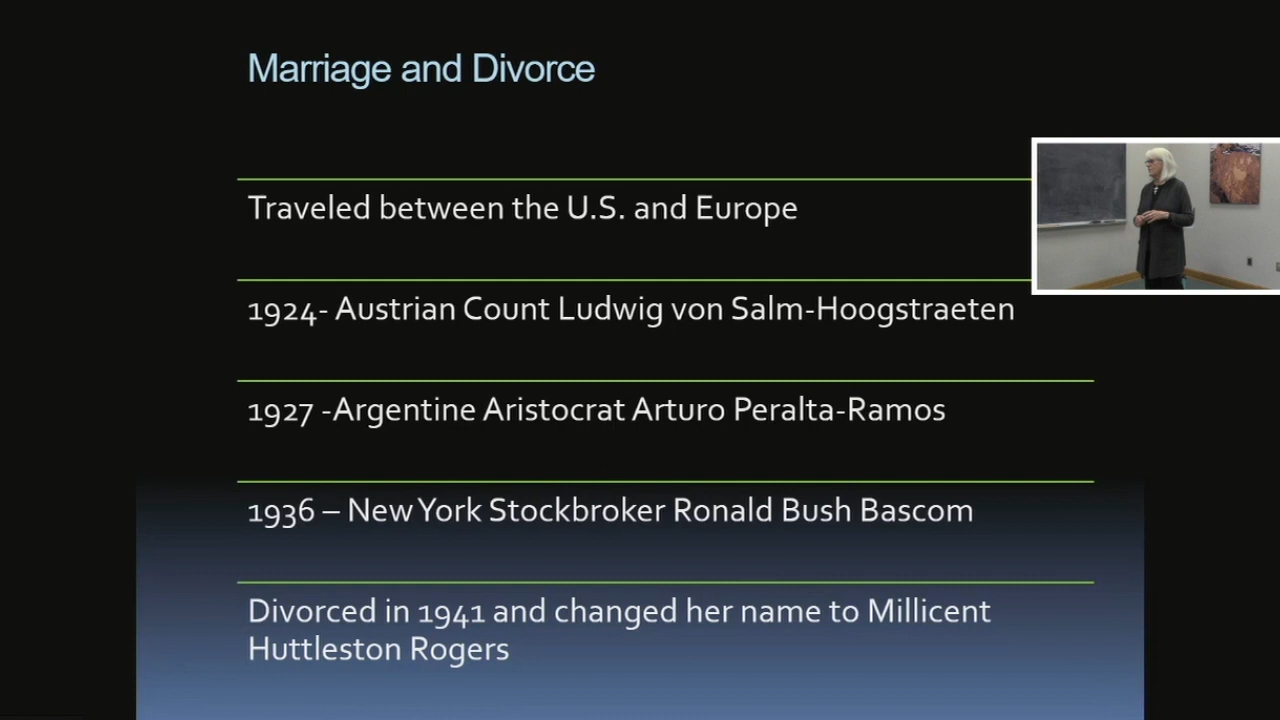 Marriage and Divorce
Traveled between the U.S. and Europe
1924- Austrian Count Ludwig von Salm-Hoogstraeten
1927 -Argentine Aristocrat Arturo Peralta-Ramos
1936 – New York Stockbroker Ronald Bush Bascom
Divorced in 1941 and changed her name to Millicent
Huttleston Rogers